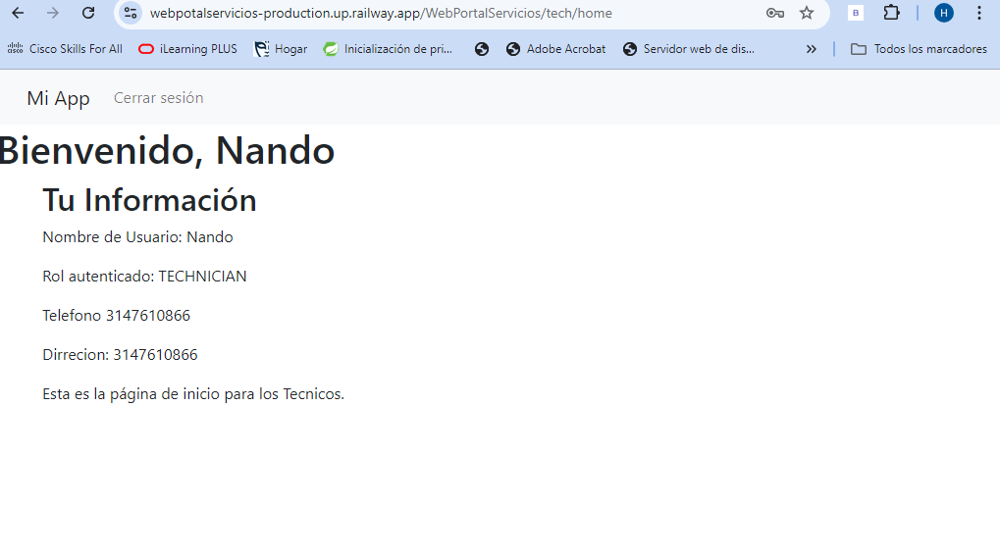 webpotalservicios-production.up.railway.app/WebPortalServicios/tech/home
B
H
cisco Cisco Skills For All iLearning PLUS Hogar Inicialización de pri... Adobe Acrobat Servidor web de dis... » Todos los marcadores
Mi App Cerrar sesión
Bienvenido, Nando
Tu Información
Nombre de Usuario: Nando
Rol autenticado: TECHNICIAN
Telefono 3147610866
Dirrecion: 3147610866
Esta es la página de inicio para los Tecnicos.